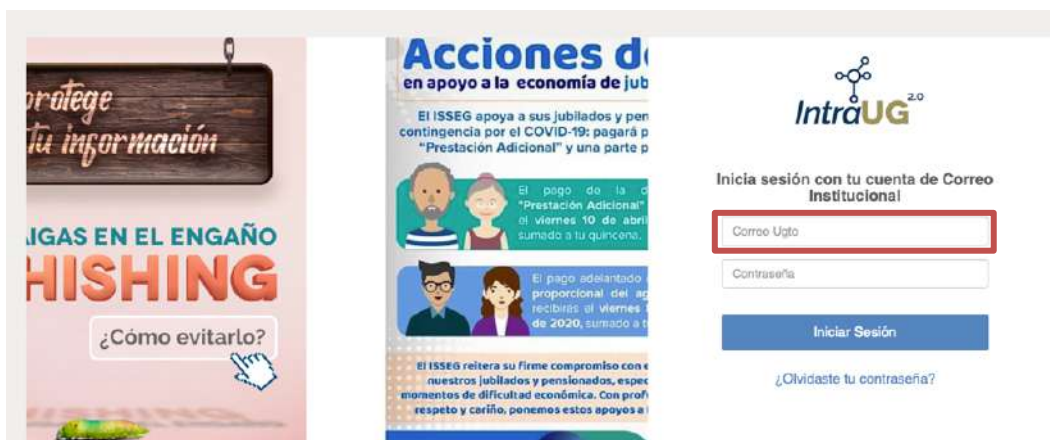 protege
tu información
AIGAS EN EL ENGAÑO
HISHING
¿Cómo evitarlo?
Acciones de
en apoyo a la economía de jub
El ISSEG apoya a sus jubilados y pen
contingencia por el COVID-19: pagará p
"Prestación Adicional" y una parte p
El pago de la d
"Prestación Adicional"
el viernes 10 de abril
sumado a tu quincena.
El pago adelantado
proporcional del ag
recibirás el viernes
de 2020, sumado a t
El ISSEG reitera su firme compromiso con e
nuestros jubilados y pensionados, espec
momentos de dificultad económica. Con prof
respeto y cariño, ponemos estos apoyos a
IntraUG 2.0
Inicia sesión con tu cuenta de Correo
Institucional
Correo Ugto
Contraseña
Iniciar Sesión
¿Olvidaste tu contraseña?